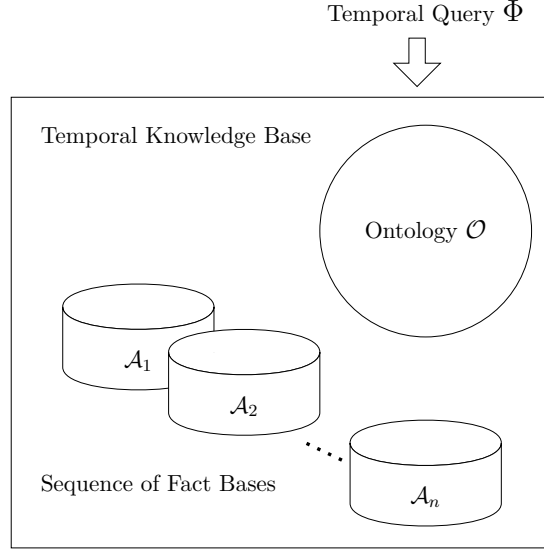 Temporal Query Φ
Temporal Knowledge Base
Ontology 𝒪
𝒜₁
𝒜₂
𝒜ₙ
Sequence of Fact Bases